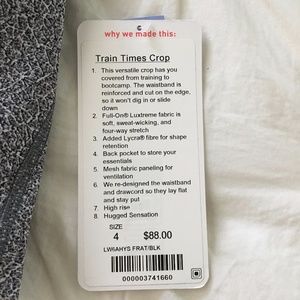 why we made this:
Train Times Crop
1. This versatile crop has you
covered from training to
bootcamp. The waistband is
reinforced and cut on the edge,
so it won't dig in or slide
down
2. Full-On® Luxtreme fabric is
soft, sweat-wicking, and
four-way stretch
3. Added Lycra® fibre for shape
retention
4. Back pocket to store your
essentials
5. Mesh fabric paneling for
ventilation
6. We re-designed the waistband
and drawcord so they lay flat
and stay put
7. High rise
8. Hugged Sensation
SIZE
4 $88.00
LW6AHYS FRAT/BLK
000003741660